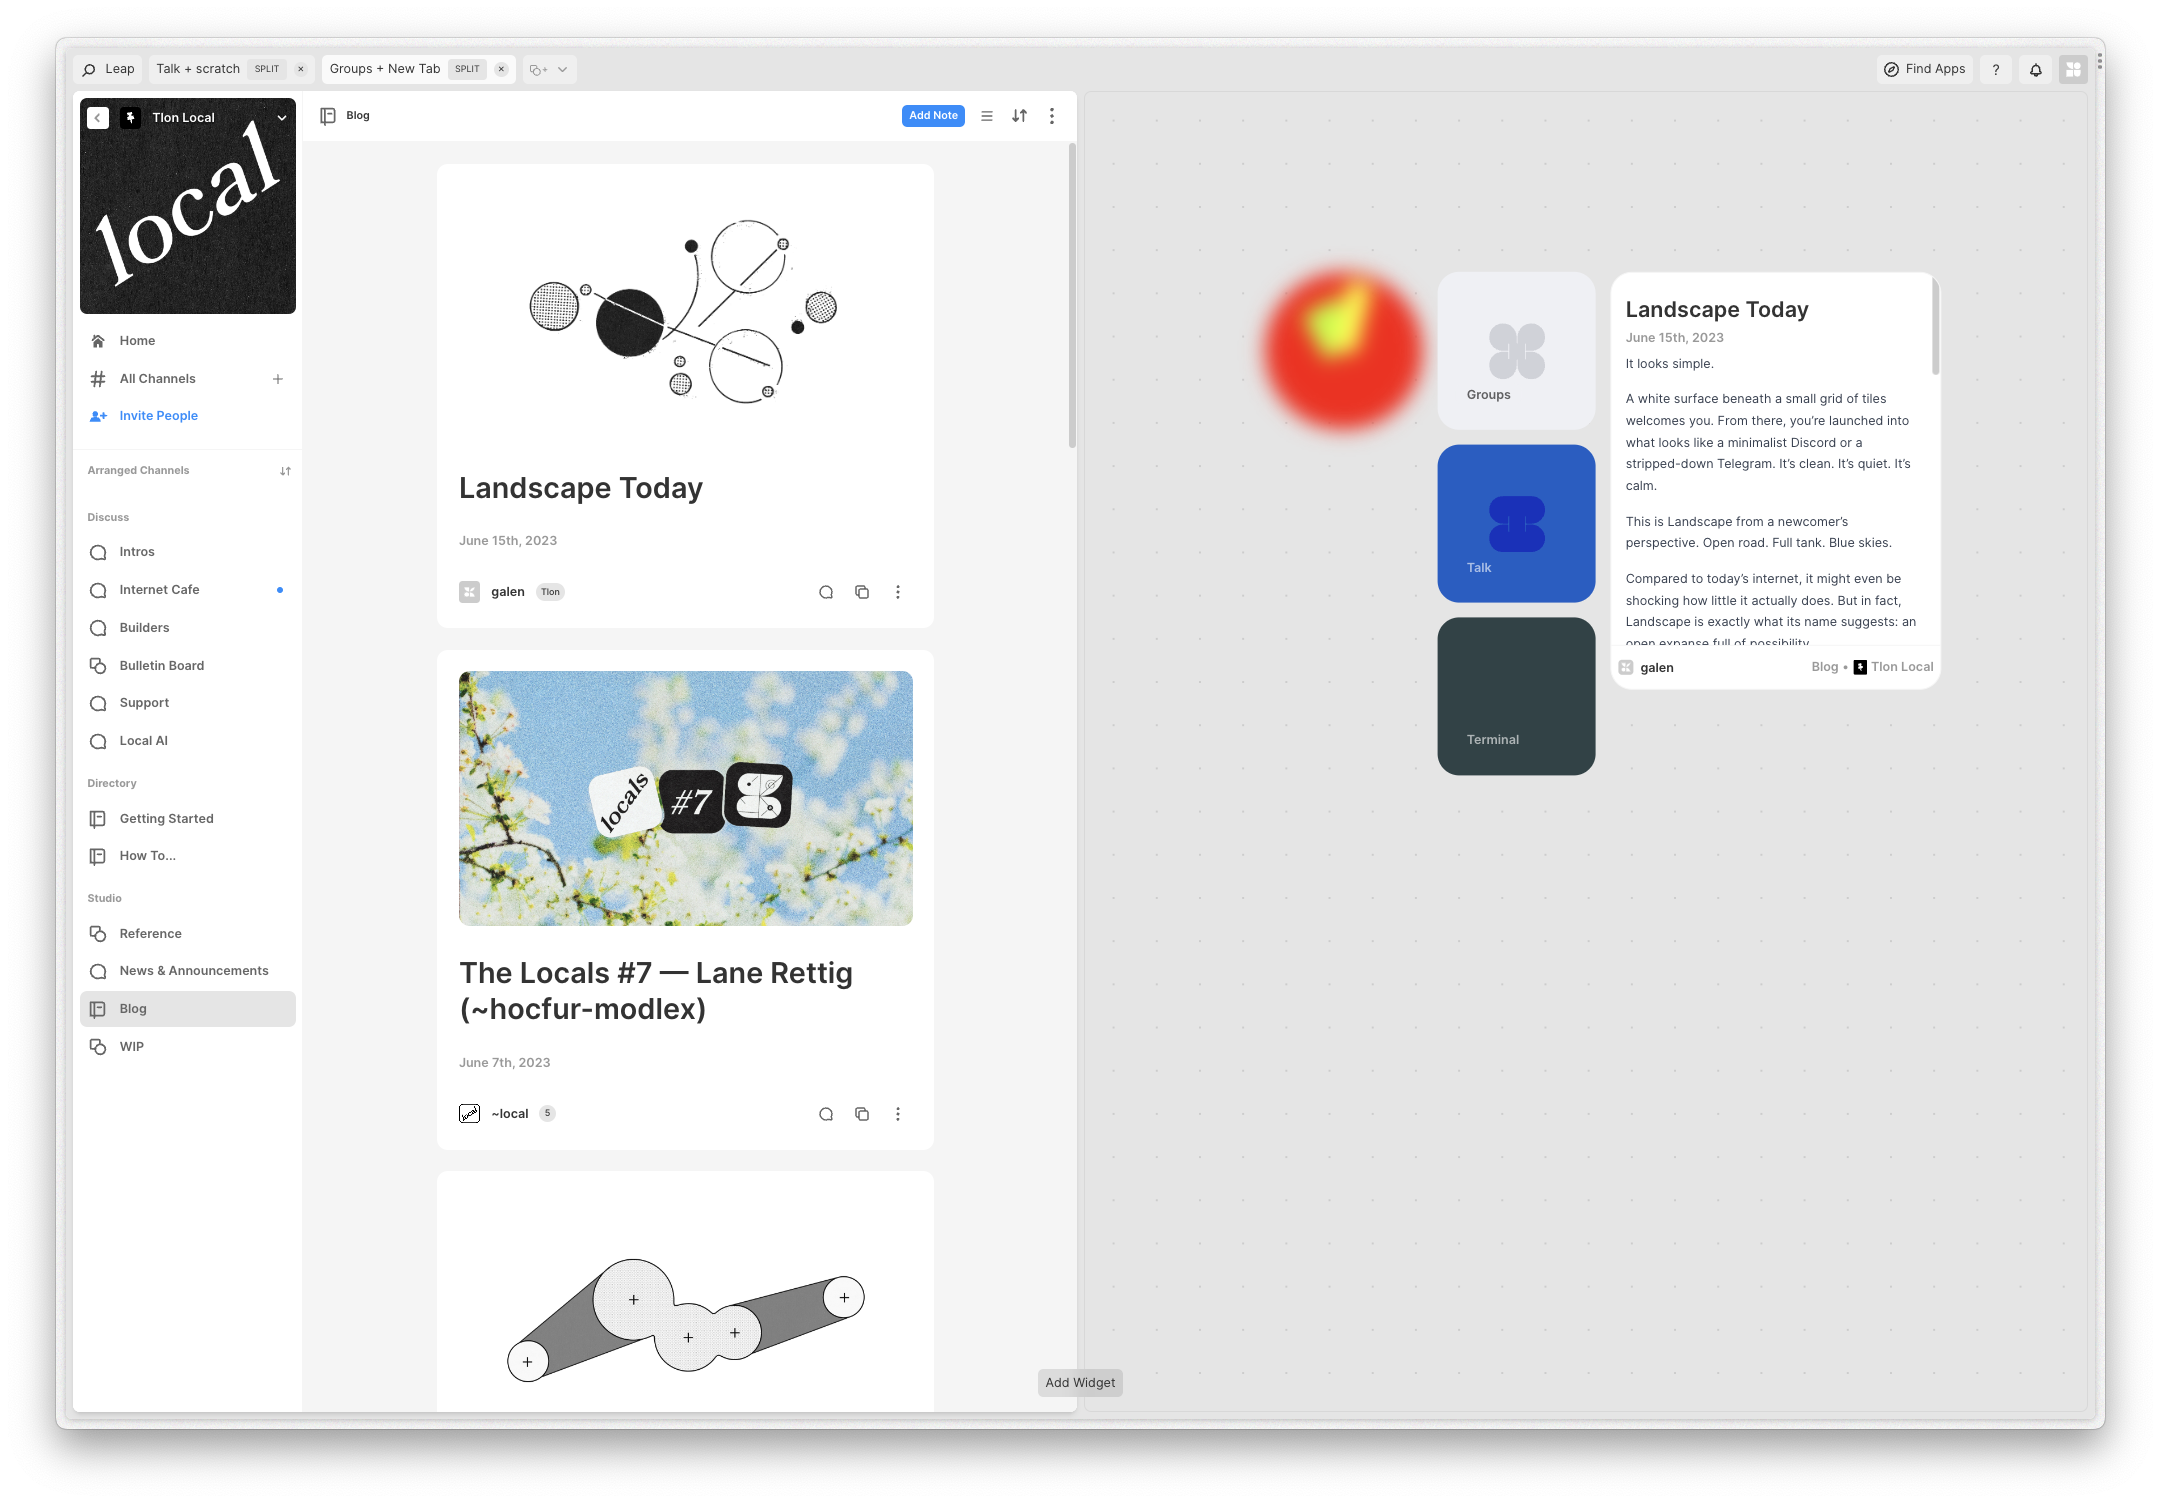 Leap
Talk + scratch SPLIT
Groups + New Tab SPLIT
Find Apps
?
Tlon Local
local
Home
All Channels
Invite People
Arranged Channels
Discuss
Intros
Internet Cafe
Builders
Bulletin Board
Support
Local AI
Directory
Getting Started
How To...
Studio
Reference
News & Announcements
Blog
WIP
Blog
Add Note
Landscape Today
June 15th, 2023
galen Tlon
locals
#7
The Locals #7 — Lane Rettig
(~hocfur-modlex)
June 7th, 2023
~local 5
Add Widget
Groups
Talk
Terminal
Landscape Today
June 15th, 2023
It looks simple.
A white surface beneath a small grid of tiles
welcomes you. From there, you’re launched into
what looks like a minimalist Discord or a
stripped-down Telegram. It’s clean. It’s quiet. It’s
calm.
This is Landscape from a newcomer’s
perspective. Open road. Full tank. Blue skies.
Compared to today’s internet, it might even be
shocking how little it actually does. But in fact,
Landscape is exactly what its name suggests: an
open expanse full of possibility
galen
Blog • Tlon Local